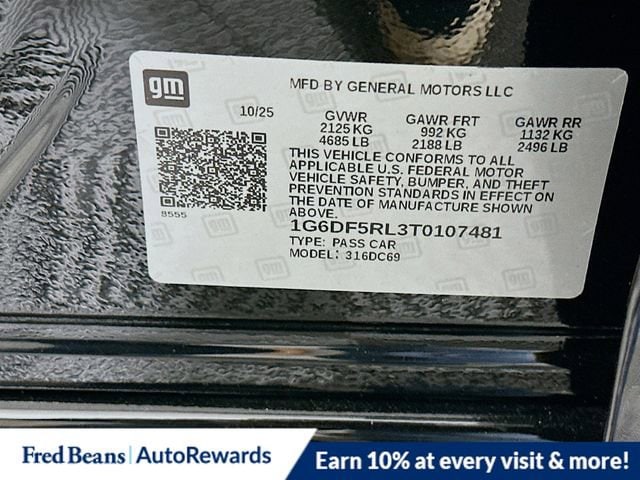 gm
MFD BY GENERAL MOTORS LLC
10/25
GVWR GAWR FRT GAWR RR
2125 KG 992 KG 1132 KG
4685 LB 2188 LB 2496 LB
THIS VEHICLE CONFORMS TO ALL
APPLICABLE U.S. FEDERAL MOTOR
VEHICLE SAFETY, BUMPER, AND THEFT
PREVENTION STANDARDS IN EFFECT ON
THE DATE OF MANUFACTURE SHOWN
ABOVE.
8555
1G6DF5RL3T0107481
TYPE: PASS CAR
MODEL: 316DC69
Fred Beans | AutoRewards
Earn 10% at every visit & more!